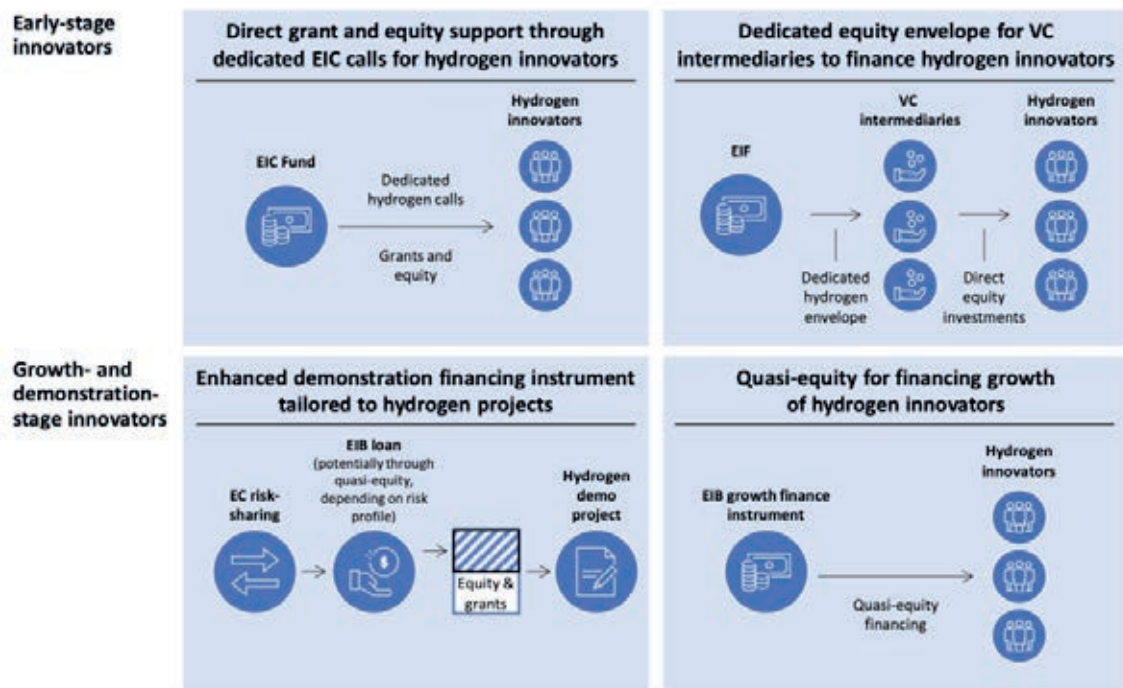 Early-stage
innovators
Direct grant and equity support through
dedicated EIC calls for hydrogen innovators
Hydrogen
innovators
EIC Fund
Dedicated
hydrogen calls
Grants and
equity
Dedicated equity envelope for VC
intermediaries to finance hydrogen innovators
VC
intermediaries
Hydrogen
innovators
EIF
Dedicated
hydrogen
envelope
Direct
equity
investments
Growth- and
demonstration-
stage innovators
Enhanced demonstration financing instrument
tailored to hydrogen projects
EC risk-
sharing
EIB loan
(potentially through
quasi-equity,
depending on risk
profile)
Equity &
grants
Hydrogen
demo
project
Quasi-equity for financing growth
of hydrogen innovators
Hydrogen
innovators
EIB growth finance
instrument
Quasi-equity
financing